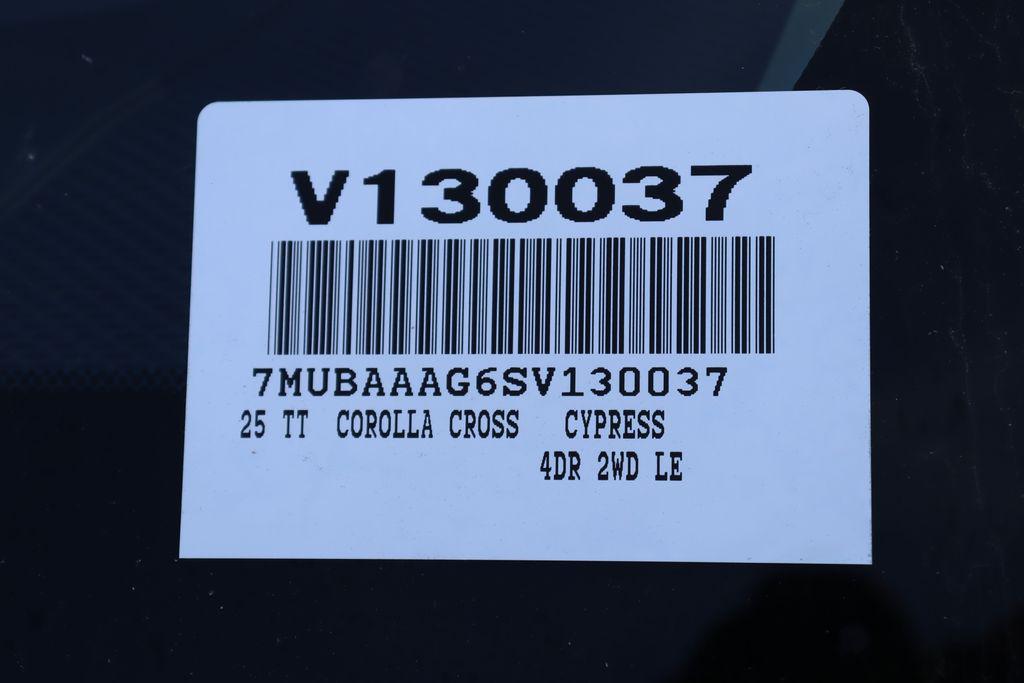 V130037
7MUBAAAG6SV130037
25 TT COROLLA CROSS CYPRESS
4DR 2WD LE